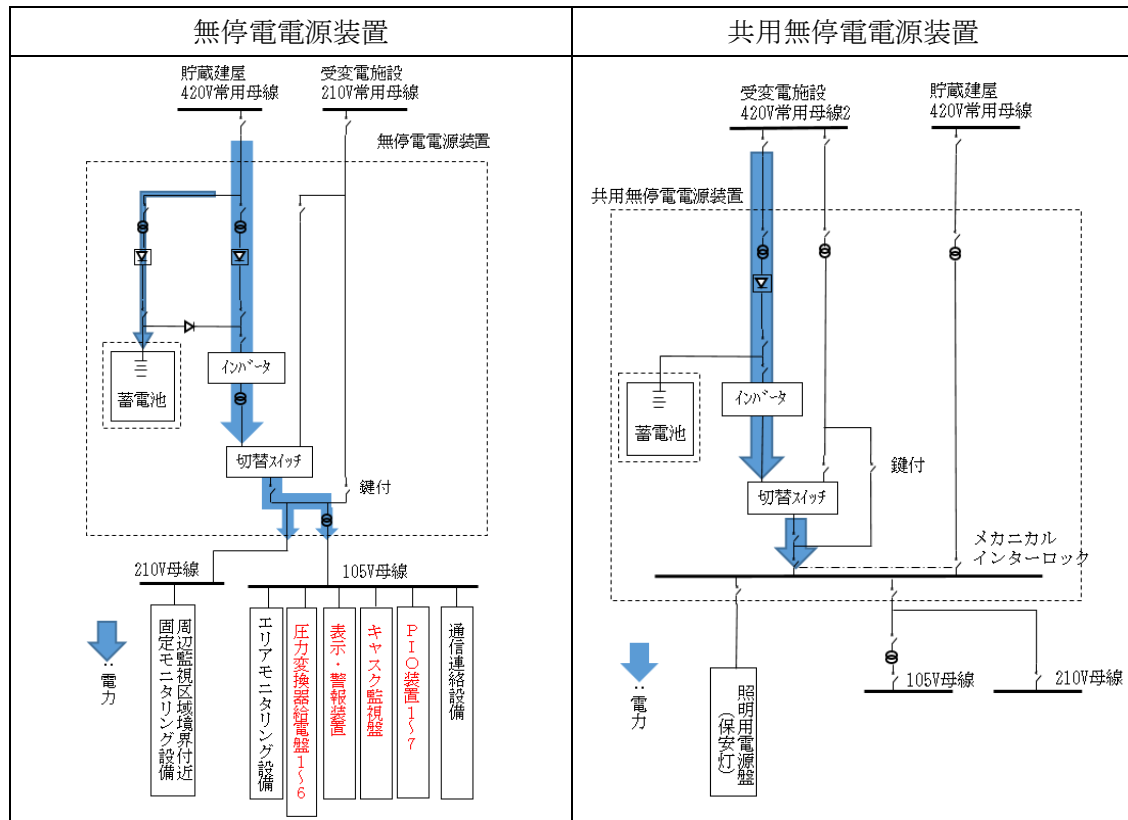 無停電電源装置
貯蔵建屋
420V常用母線
受変電施設
210V常用母線
無停電電源装置
インバータ
蓄電池
切替スイッチ
鍵付
210V母線
105V母線
周辺監視区域境界付近
固定モニタリング設備
エリアモニタリング設備
圧力変換器給電盤1~6
表示・警報装置
キャスク監視盤
PIO装置1~7
通信連絡設備
:電力
共用無停電電源装置
受変電施設
420V常用母線2
貯蔵建屋
420V常用母線
共用無停電電源装置
インバータ
蓄電池
鍵付
切替スイッチ
メカニカル
インターロック
105V母線
210V母線
照明用電源盤
(保安灯)
:電力